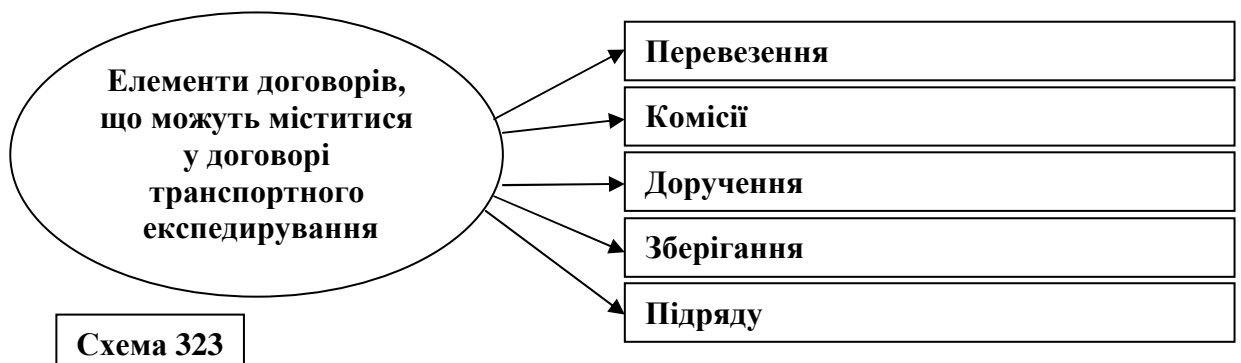 Елементи договорів,
що можуть міститися
у договорі
транспортного
експедирування
Перевезення
Комісії
Доручення
Зберігання
Підряду
Схема 323